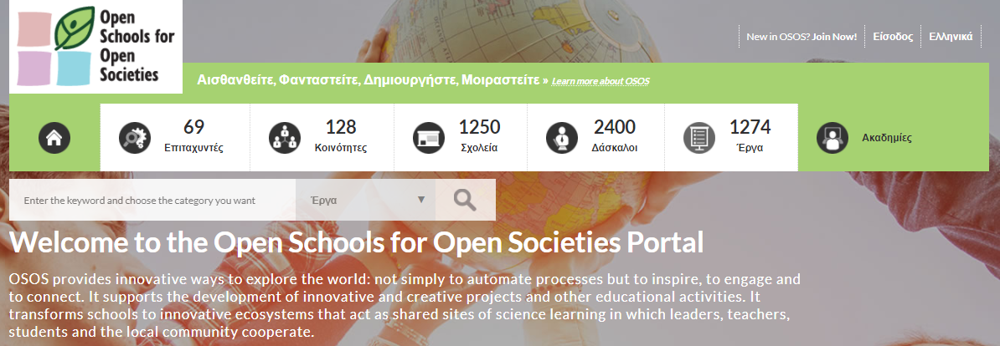 Open
Schools for
Open
Societies
New in OSOS? Join Now!
Είσοδος
Ελληνικά
Αισθανθείτε, Φανταστείτε, Δημιουργήστε, Μοιραστείτε » Learn more about OSOS
69
Επιταχυντές
128
Κοινότητες
1250
Σχολεία
2400
Δάσκαλοι
1274
Έργα
Ακαδημίες
Enter the keyword and choose the category you want
Έργα
Welcome to the Open Schools for Open Societies Portal
OSOS provides innovative ways to explore the world: not simply to automate processes but to inspire, to engage and
to connect. It supports the development of innovative and creative projects and other educational activities. It
transforms schools to innovative ecosystems that act as shared sites of science learning in which leaders, teachers,
students and the local community cooperate.